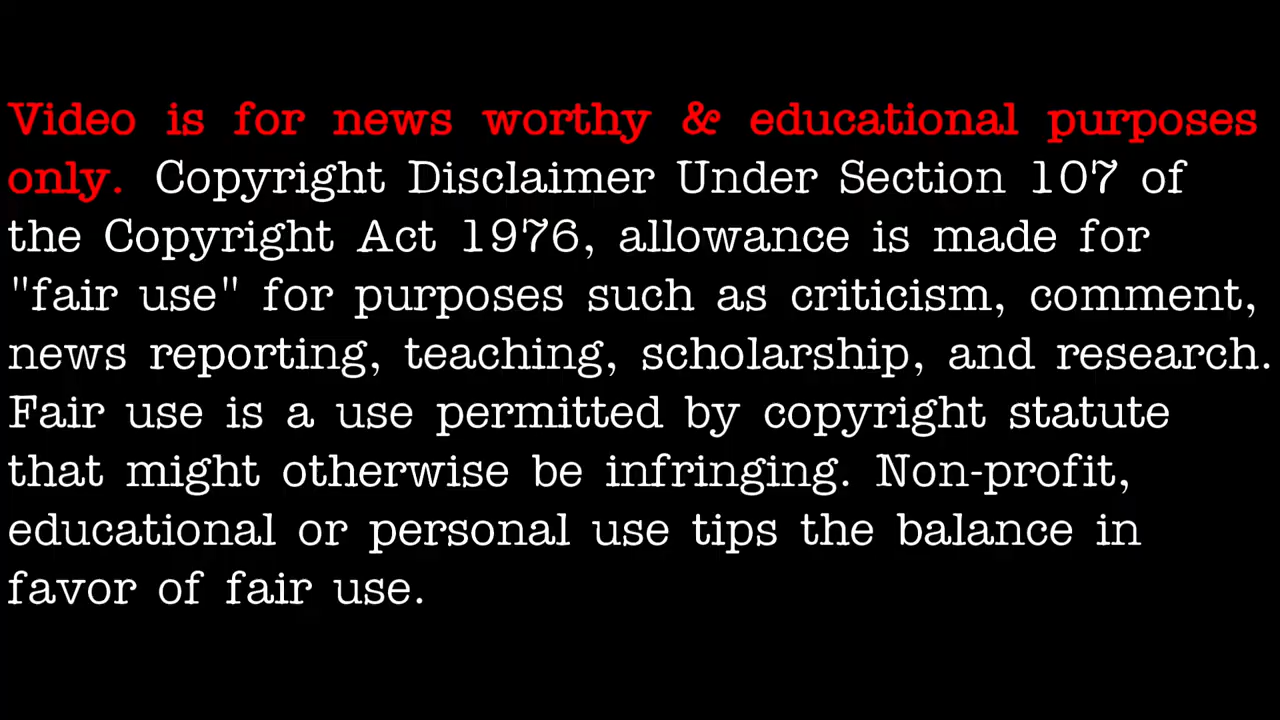 Video is for news worthy & educational purposes
only. Copyright Disclaimer Under Section 107 of
the Copyright Act 1976, allowance is made for
"fair use" for purposes such as criticism, comment,
news reporting, teaching, scholarship, and research.
Fair use is a use permitted by copyright statute
that might otherwise be infringing. Non-profit,
educational or personal use tips the balance in
favor of fair use.